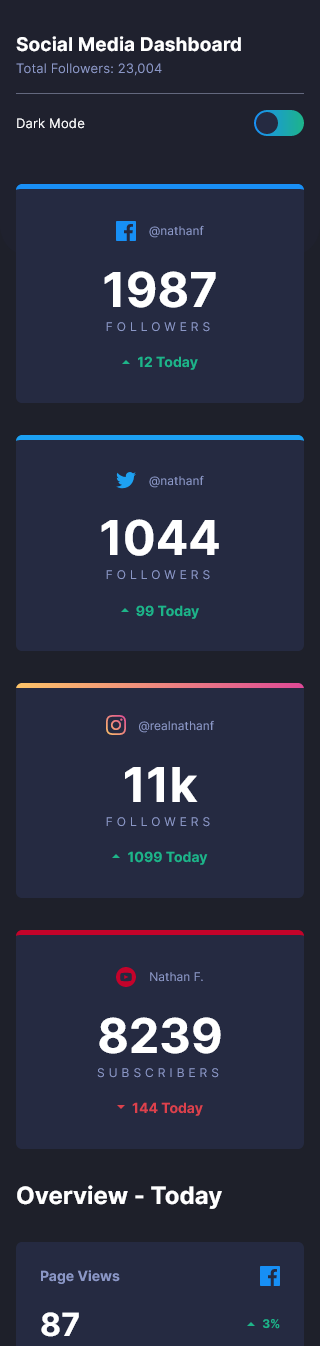 Social Media Dashboard
Total Followers: 23,004
Dark Mode
@nathanf
1987
FOLLOWERS
12 Today
@nathanf
1044
FOLLOWERS
99 Today
@realnathanf
11k
FOLLOWERS
1099 Today
Nathan F.
8239
SUBSCRIBERS
144 Today
Overview - Today
Page Views
87
3%